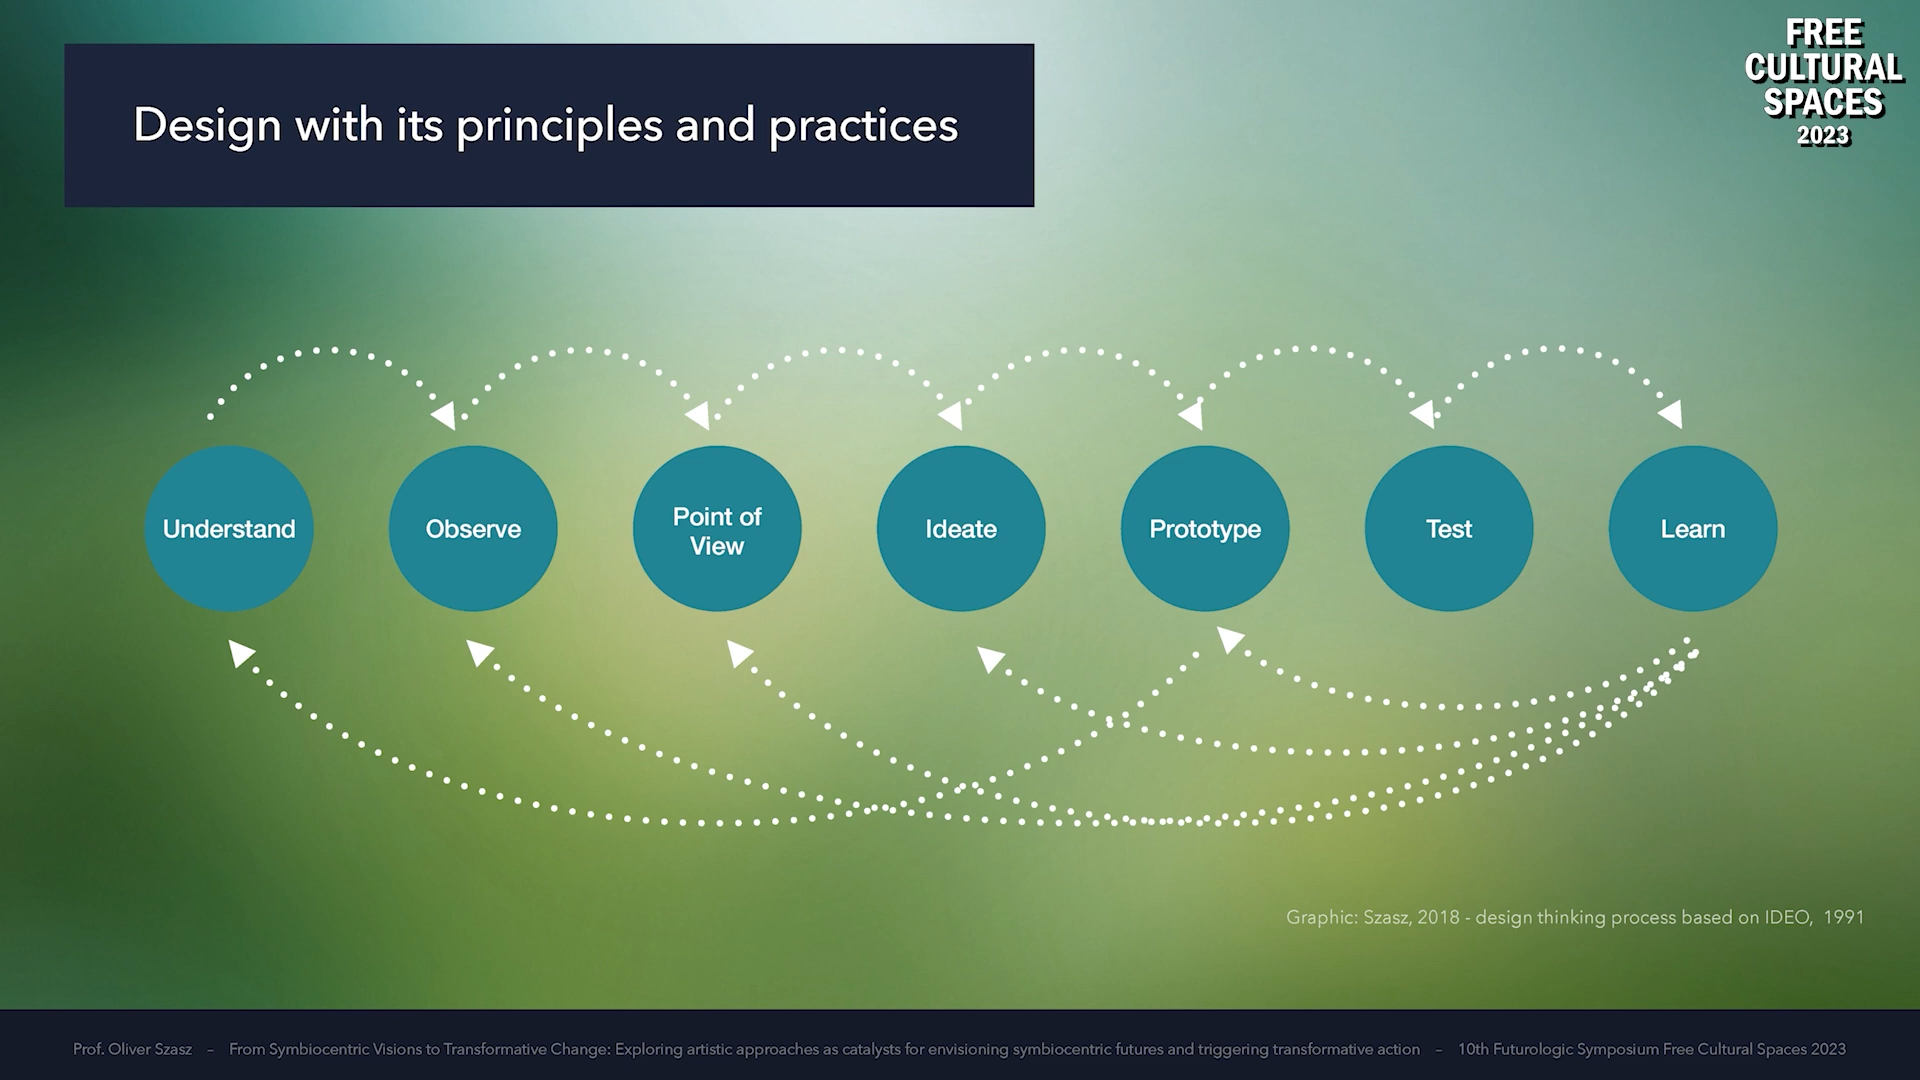 FREE
CULTURAL
SPACES
2023
Design with its principles and practices
Understand
Observe
Point of
View
Ideate
Prototype
Test
Learn
Graphic: Szasz, 2018 - design thinking process based on IDEO, 1991
Prof. Oliver Szasz – From Symbiocentric Visions to Transformative Change: Exploring artistic approaches as catalysts for envisioning symbiocentric futures and triggering transformative action – 10th Futurologic Symposium Free Cultural Spaces 2023